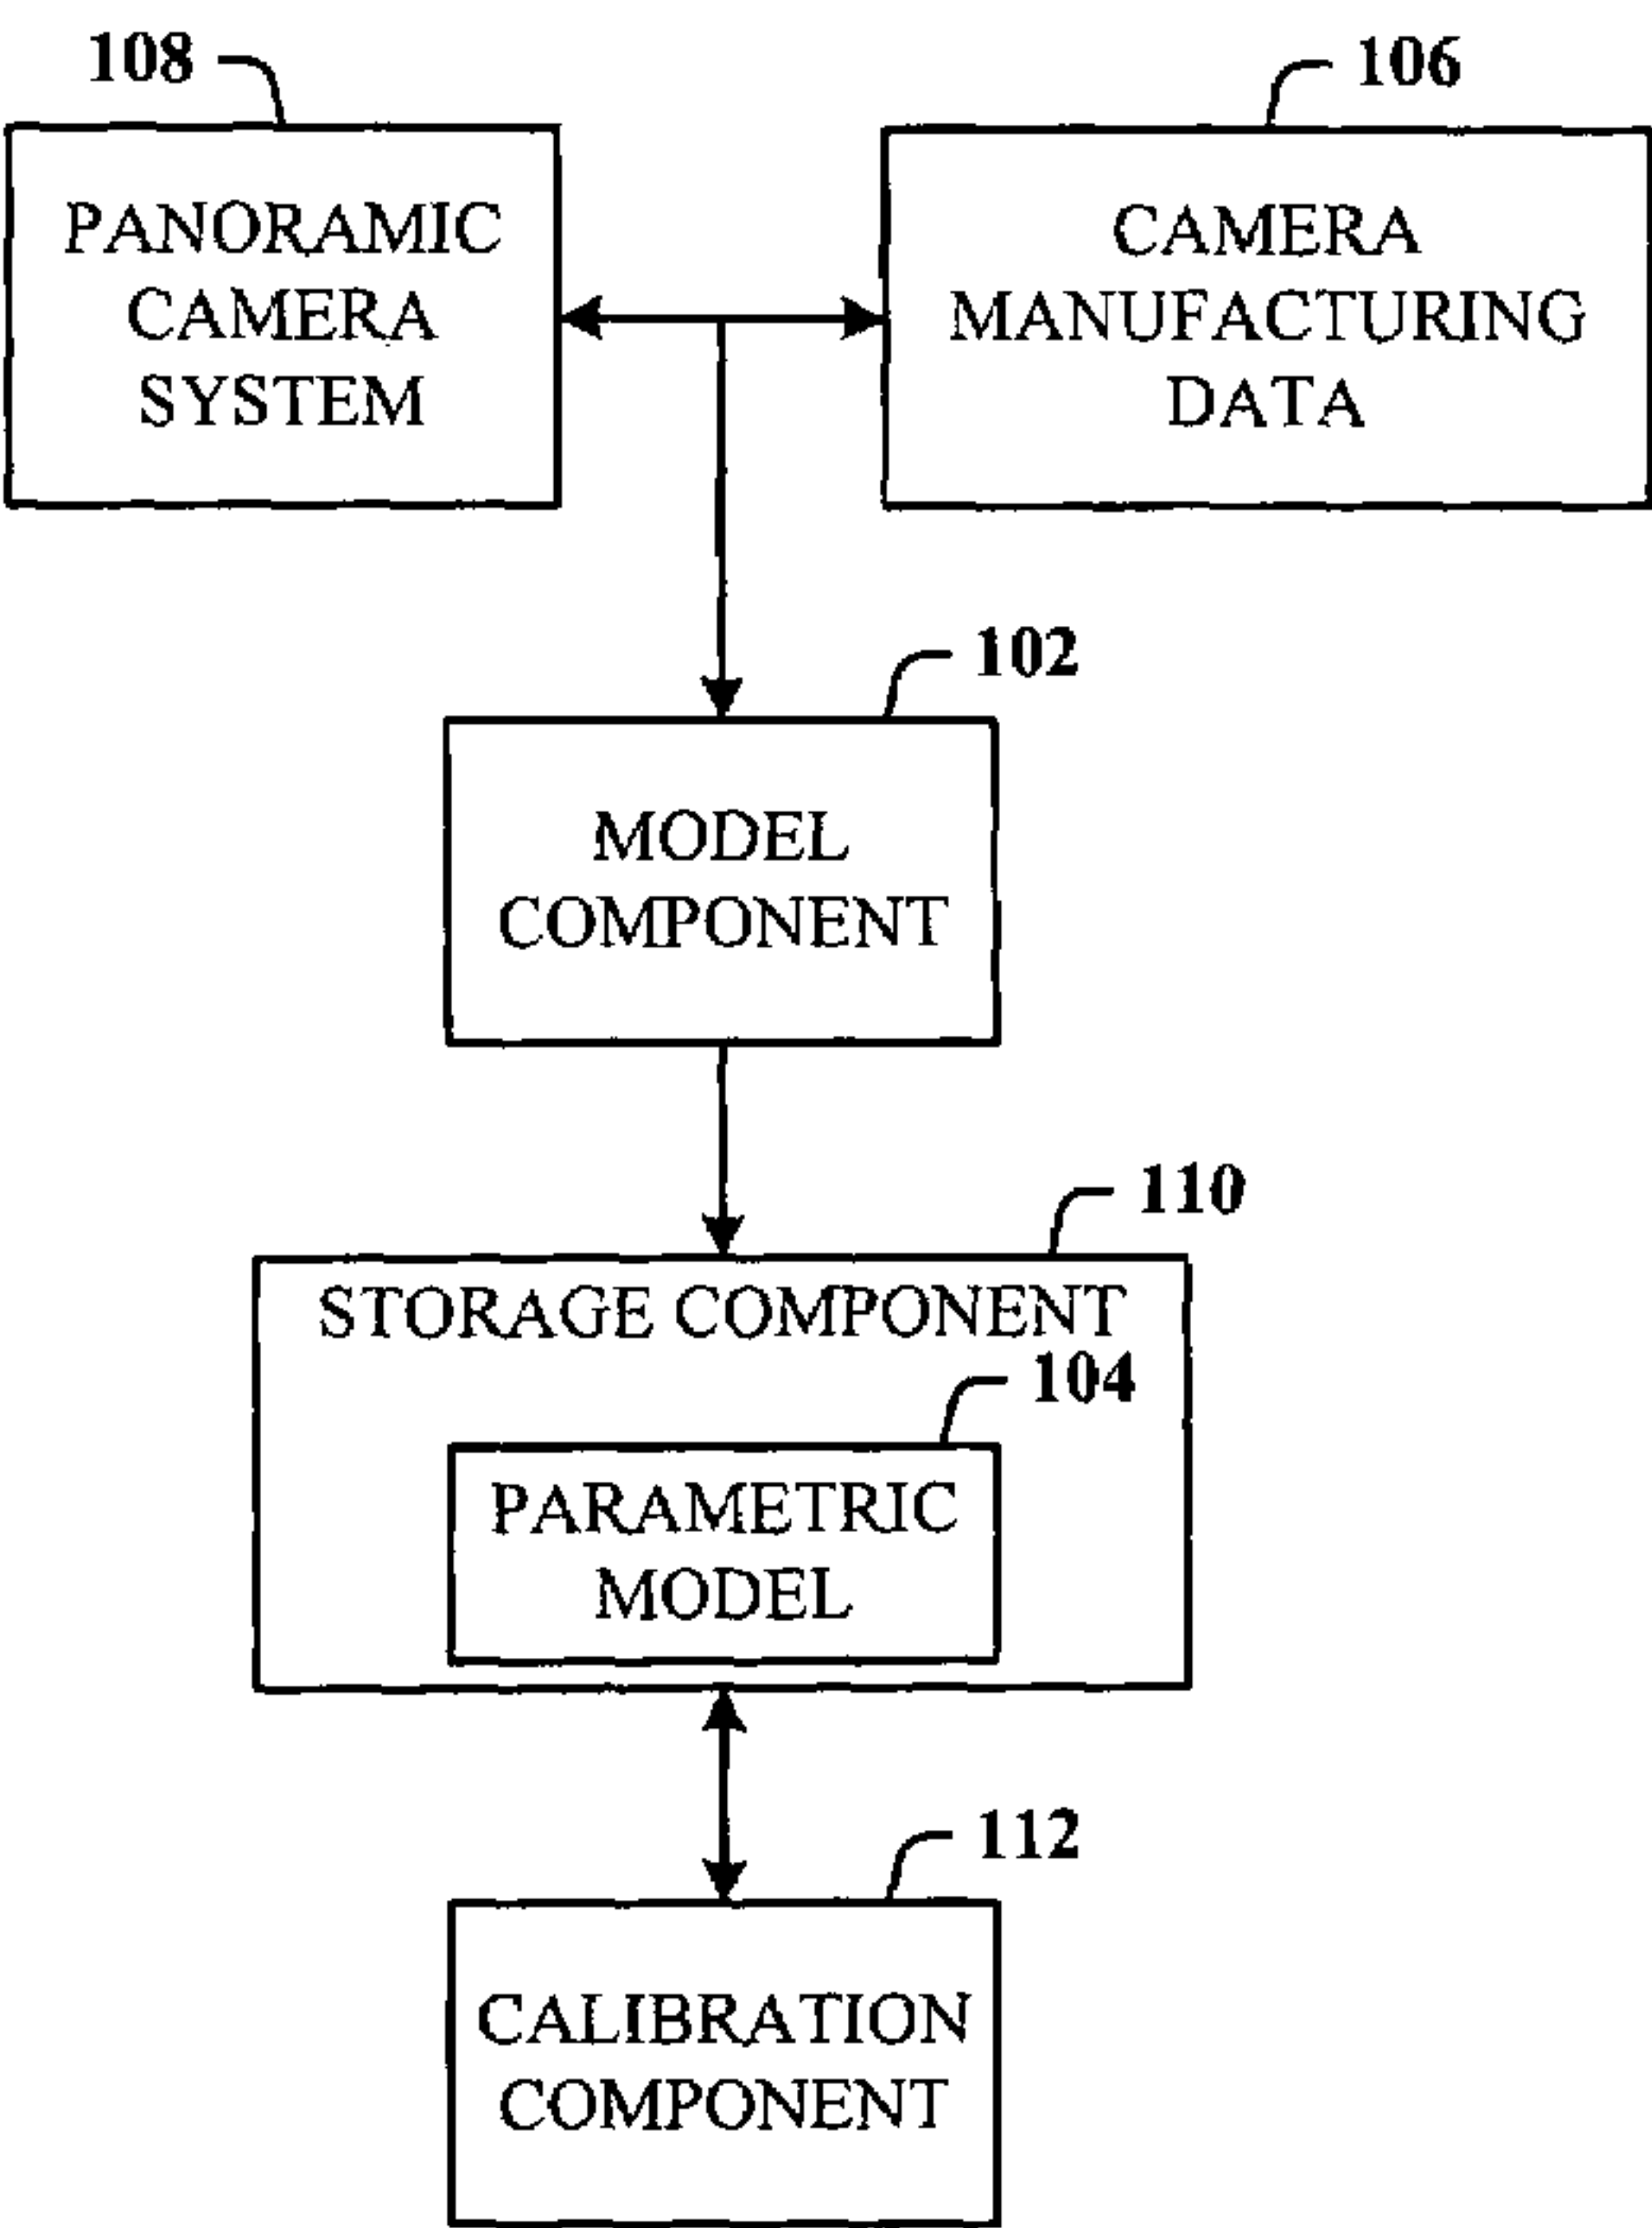 108
106
PANORAMIC
CAMERA
SYSTEM
CAMERA
MANUFACTURING
DATA
102
MODEL
COMPONENT
110
STORAGE COMPONENT
104
PARAMETRIC
MODEL
112
CALIBRATION
COMPONENT